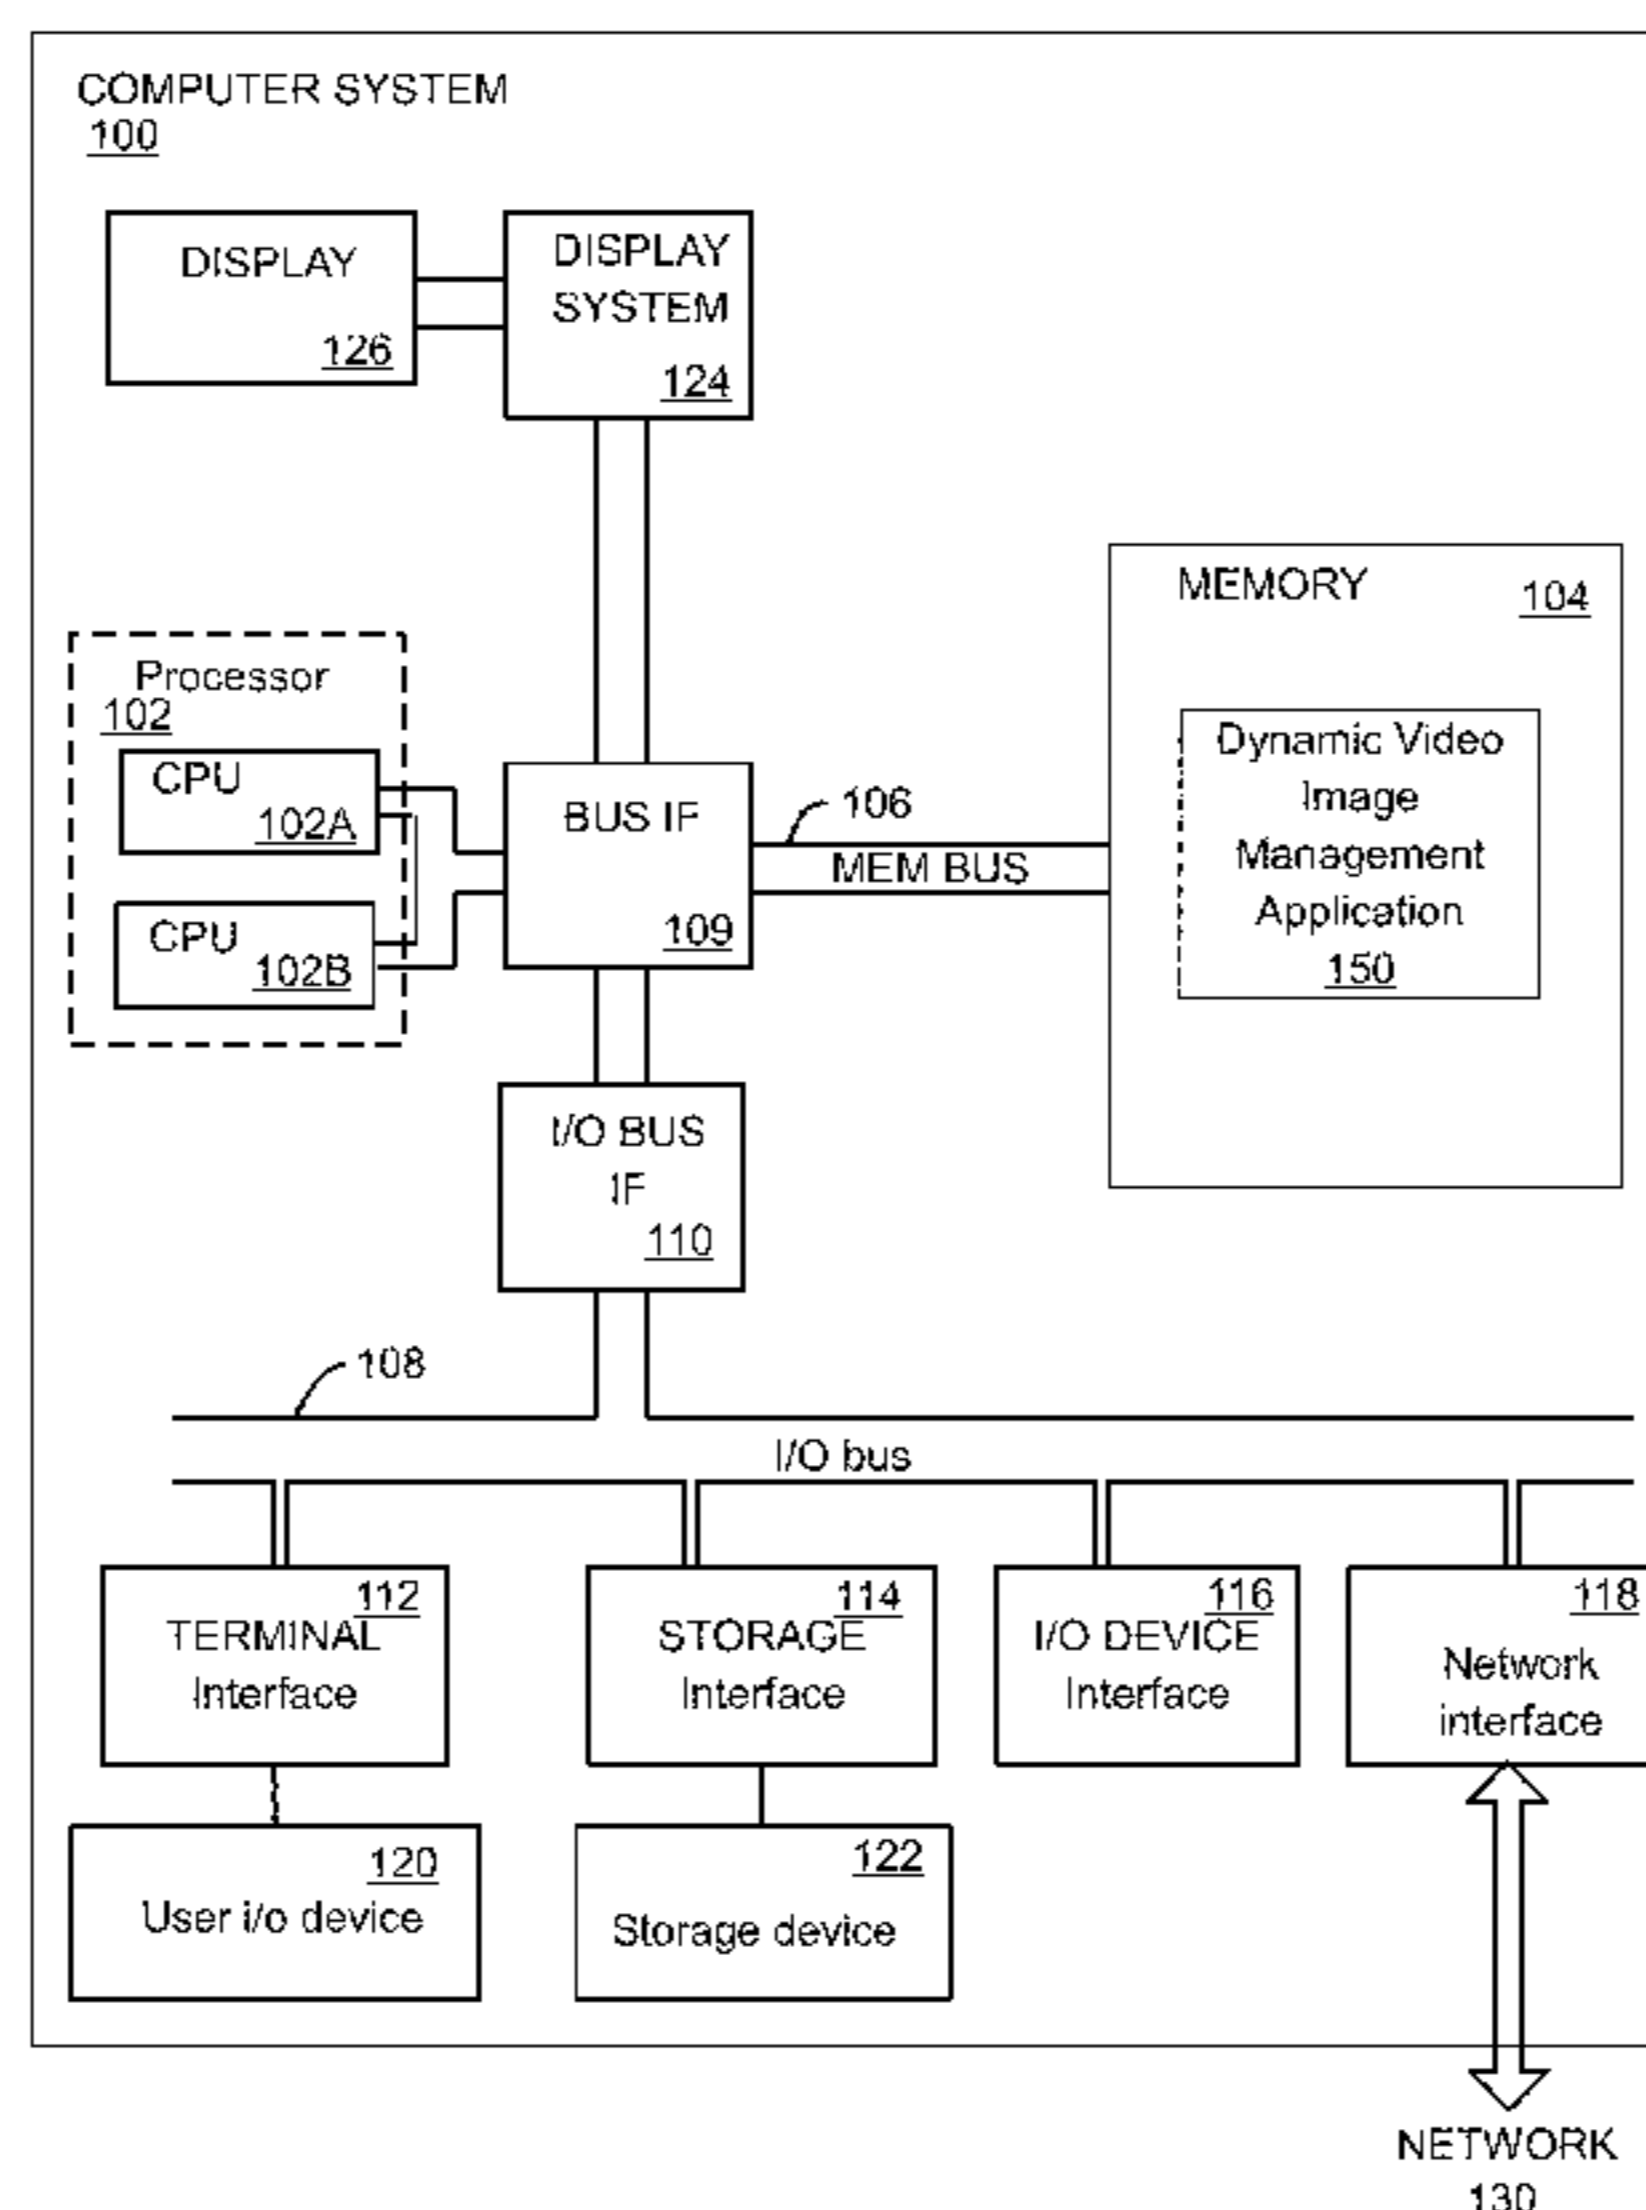 COMPUTER SYSTEM
100
DISPLAY
126
DISPLAY
SYSTEM
124
MEMORY
104
Processor
102
CPU
102A
CPU
102B
BUS IF
109
106
MEM BUS
Dynamic Video
Image
Management
Application
150
I/O BUS
IF
110
108
I/O bus
112
TERMINAL
Interface
114
STORAGE
Interface
116
I/O DEVICE
Interface
118
Network
interface
120
User i/o device
122
Storage device
NETWORK
130